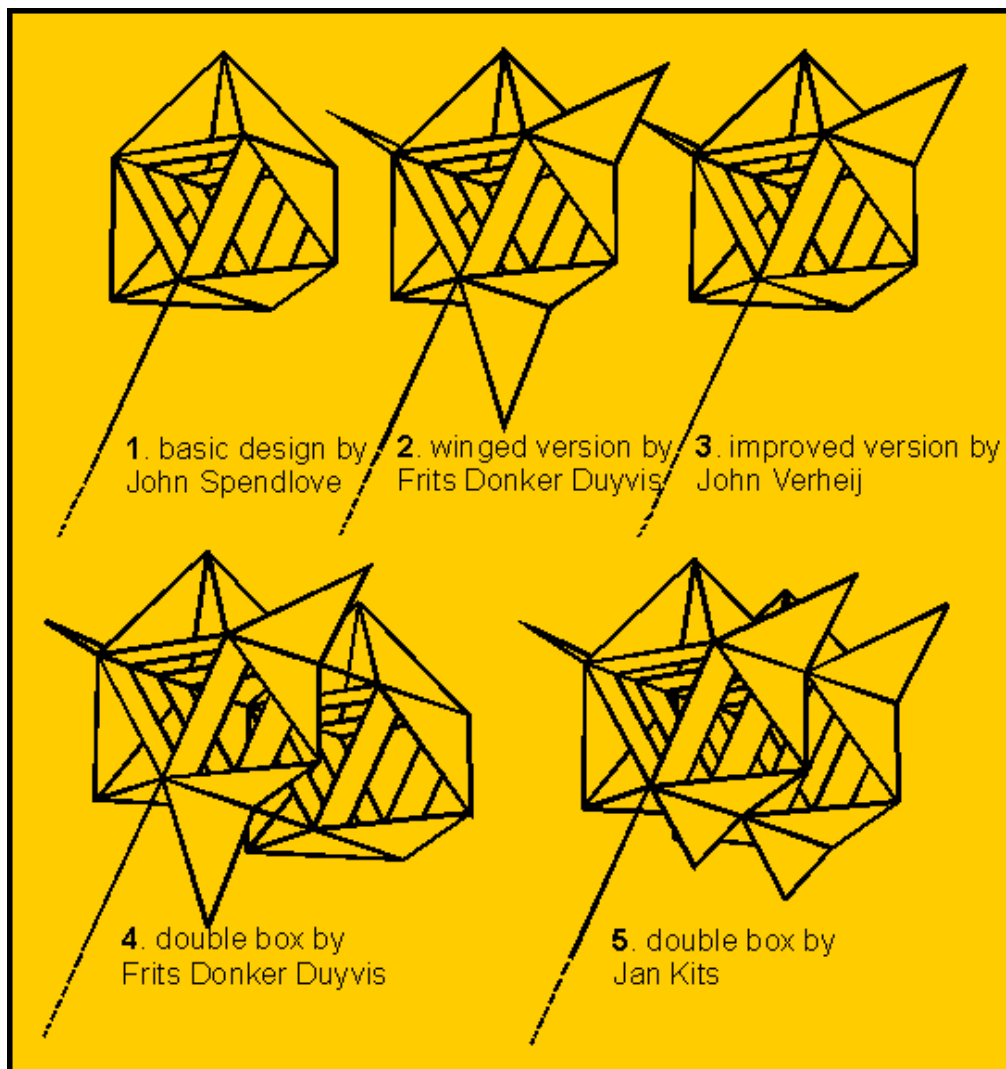 1. basic design by
John Spendlove
2. winged version by
Frits Donker Duyvis
3. improved version by
John Verheij
4. double box by
Frits Donker Duyvis
5. double box by
Jan Kits